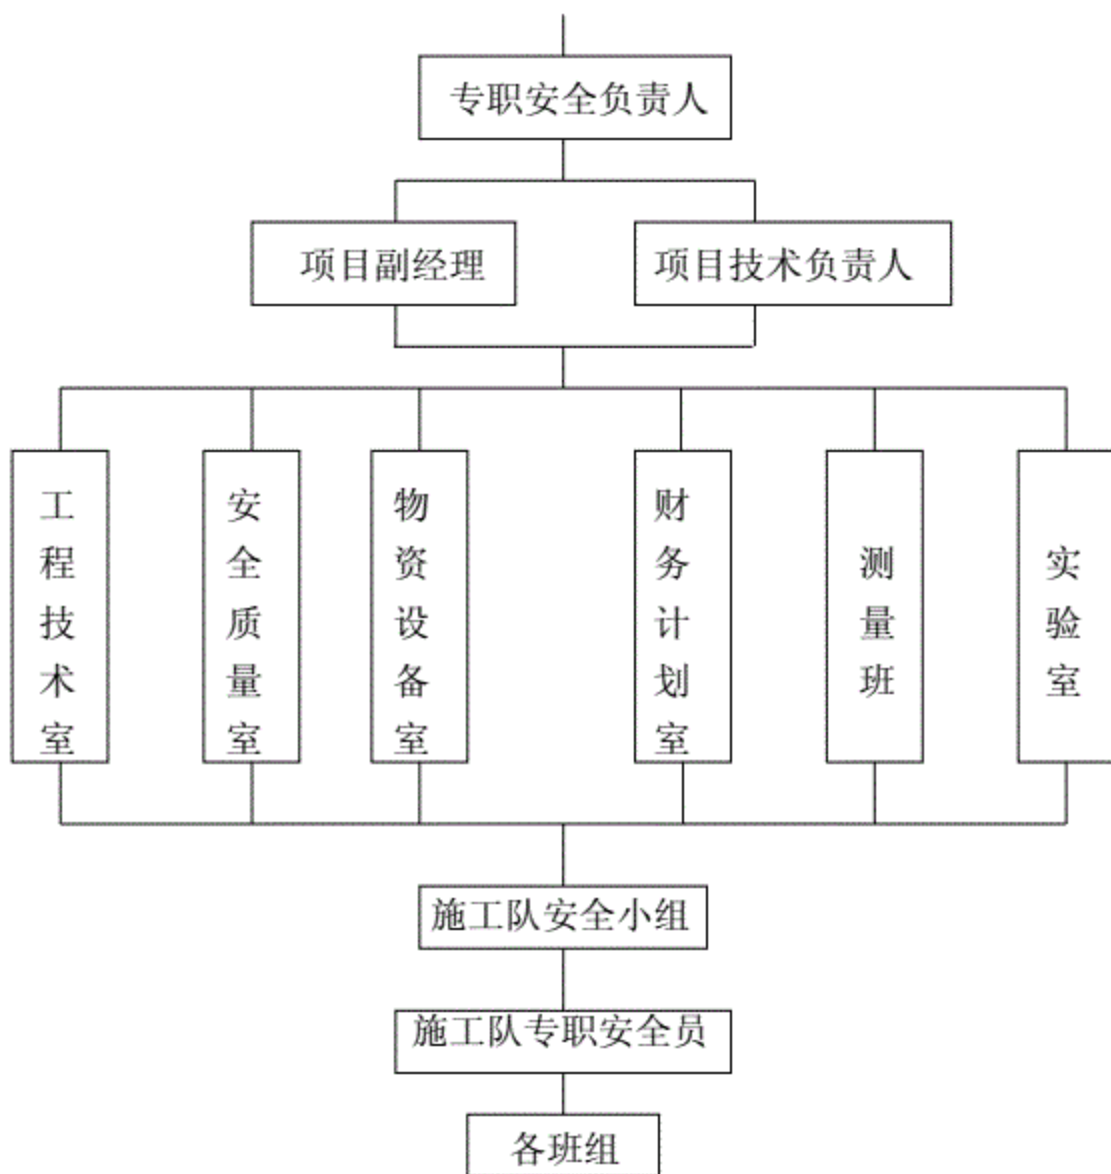 专职安全负责人
项目副经理
项目技术负责人
工程技术室
安全质量室
物资设备室
财务计划室
测量班
实验室
施工队安全小组
施工队专职安全员
各班组